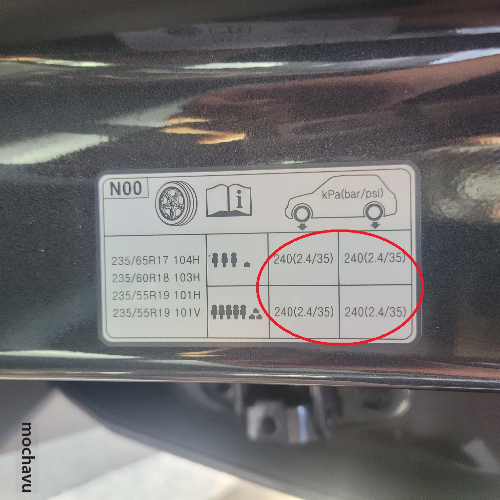 N00
kPa(bar/psi)
235/65R17 104H
235/60R18 103H
235/55R19 101H
235/55R19 101V
240(2.4/35) 240(2.4/35)
240(2.4/35) 240(2.4/35)
mochavu